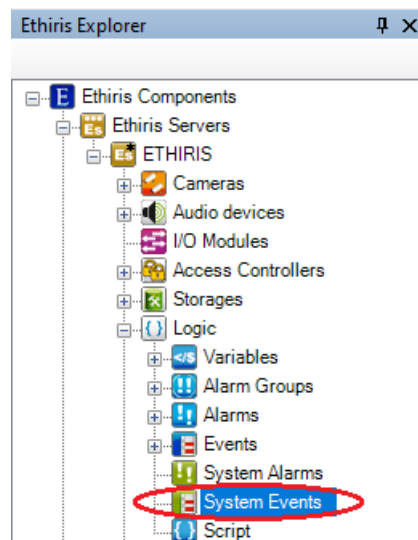 Ethiris Explorer
Ethiris Components
Ethiris Servers
ETHIRIS
Cameras
Audio devices
I/O Modules
Access Controllers
Storages
Logic
Variables
Alarm Groups
Alarms
Events
System Alarms
System Events
Script